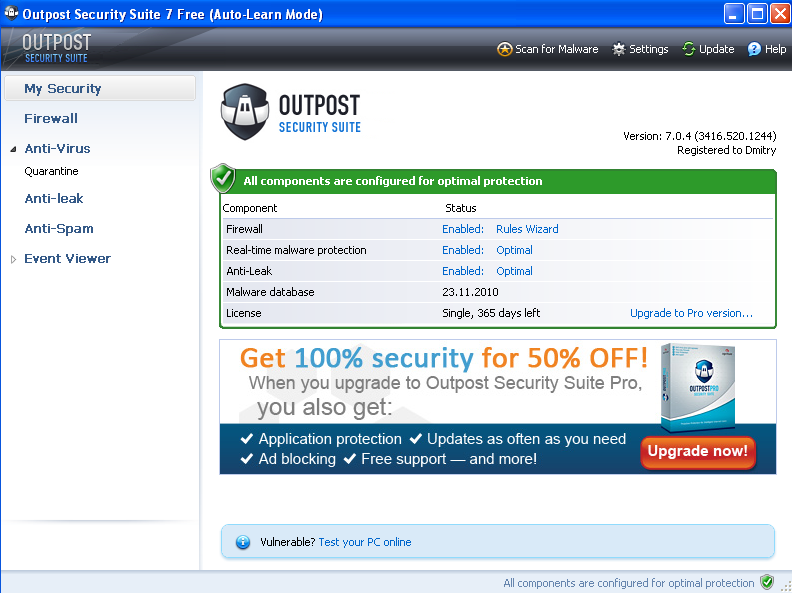 Outpost Security Suite 7 Free (Auto-Learn Mode)
OUTPOST
SECURITY SUITE
Scan for Malware
Settings
Update
Help
My Security
Firewall
Anti-Virus
Quarantine
Anti-leak
Anti-Spam
Event Viewer
OUTPOST
SECURITY SUITE
Version: 7.0.4 (3416.520.1244)
Registered to Dmitry
All components are configured for optimal protection
Component Status
Firewall Enabled: Rules Wizard
Real-time malware protection Enabled: Optimal
Anti-Leak Enabled: Optimal
Malware database 23.11.2010
License Single, 365 days left Upgrade to Pro version...
Get 100% security for 50% OFF!
When you upgrade to Outpost Security Suite Pro,
you also get:
✔ Application protection ✔ Updates as often as you need
✔ Ad blocking ✔ Free support — and more!
OUTPOSTPRO
Upgrade now!
Vulnerable? Test your PC online
All components are configured for optimal protection